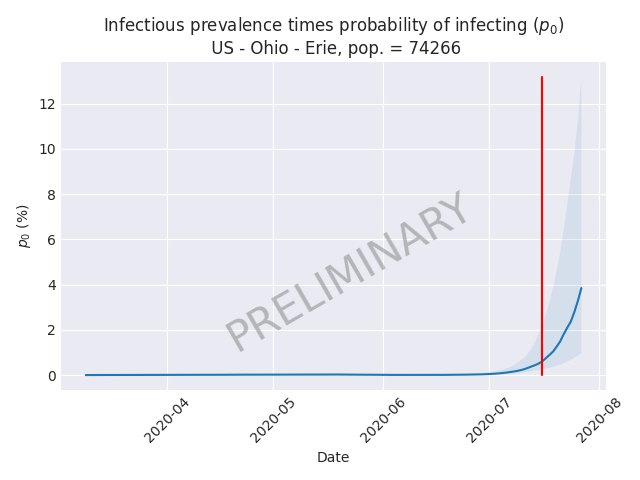 Infectious prevalence times probability of infecting (p₀)
US - Ohio - Erie, pop. = 74266
12
10
8
6
4
2
0
p₀ (%)
PRELIMINARY
2020-04
2020-05
2020-06
2020-07
2020-08
Date